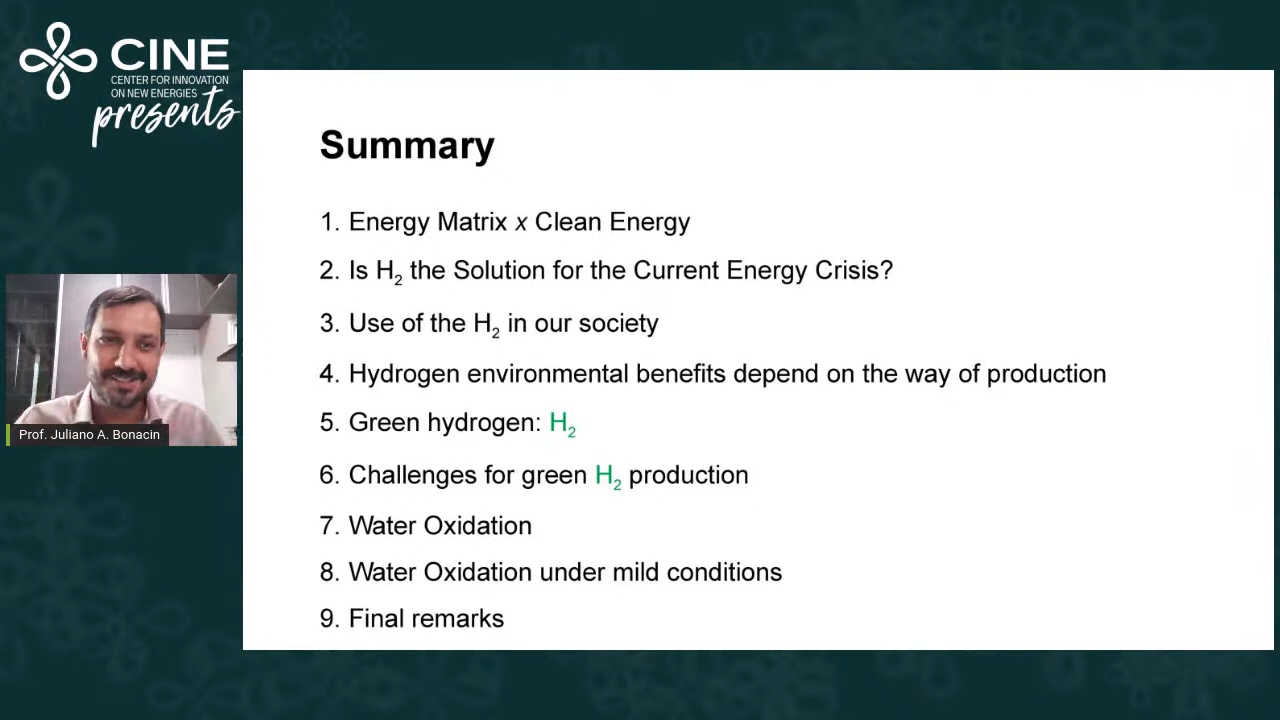 CINE
CENTER FOR INNOVATION
ON NEW ENERGIES
presents
Summary
1. Energy Matrix x Clean Energy
2. Is H₂ the Solution for the Current Energy Crisis?
3. Use of the H₂ in our society
4. Hydrogen environmental benefits depend on the way of production
5. Green hydrogen: H₂
6. Challenges for green H₂ production
7. Water Oxidation
8. Water Oxidation under mild conditions
9. Final remarks
Prof. Juliano A. Bonacin